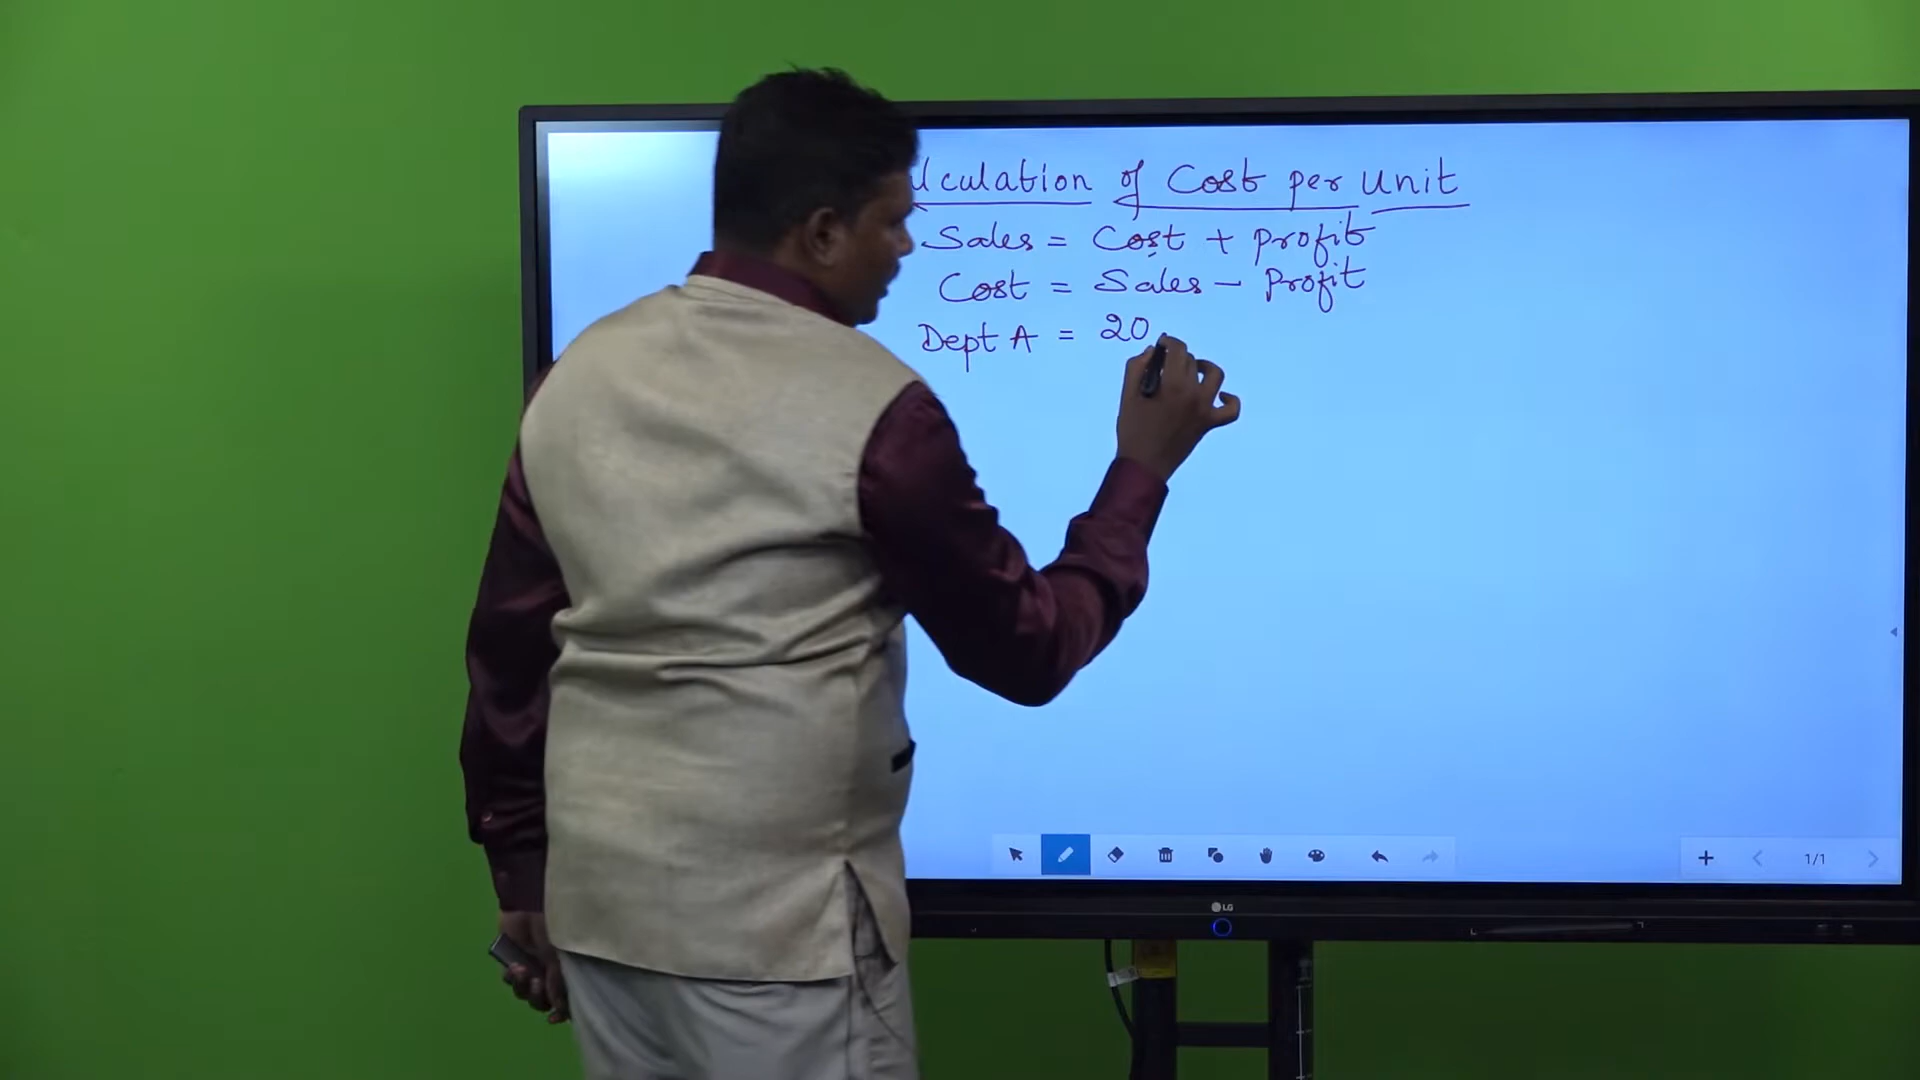 lculation of Cost per Unit
Sales = Cost + Profit
Cost = Sales – Profit
Dept A = 20
1/1
LG